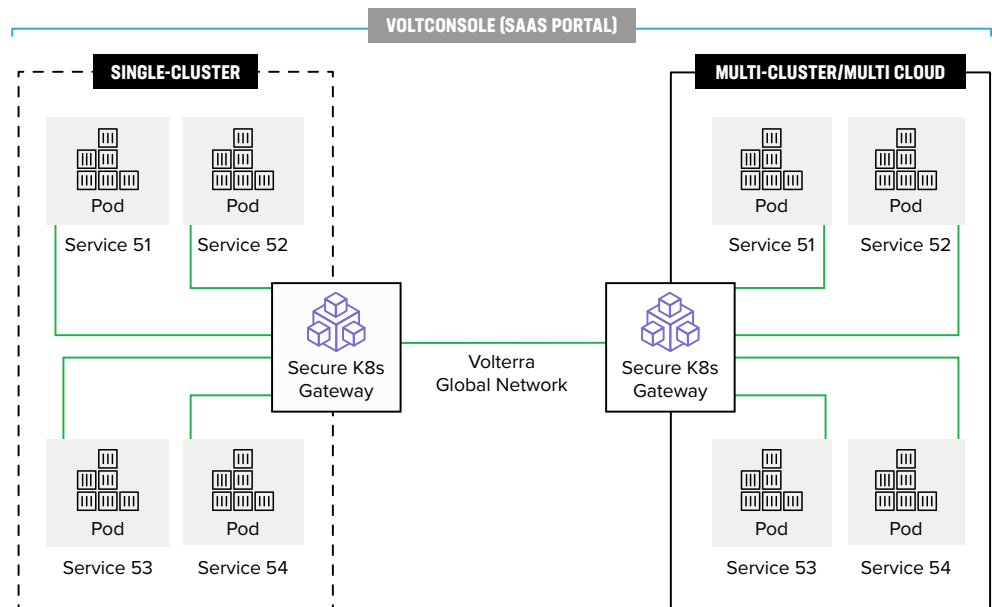 VOLTCONSOLE (SAAS PORTAL)
SINGLE-CLUSTER
MULTI-CLUSTER/MULTI CLOUD
Pod
Pod
Pod
Pod
Service 51
Service 52
Service 51
Service 52
Secure K8s
Gateway
Volterra
Global Network
Secure K8s
Gateway
Pod
Pod
Pod
Pod
Service 53
Service 54
Service 53
Service 54